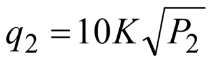 q₂ = 10K√P₂